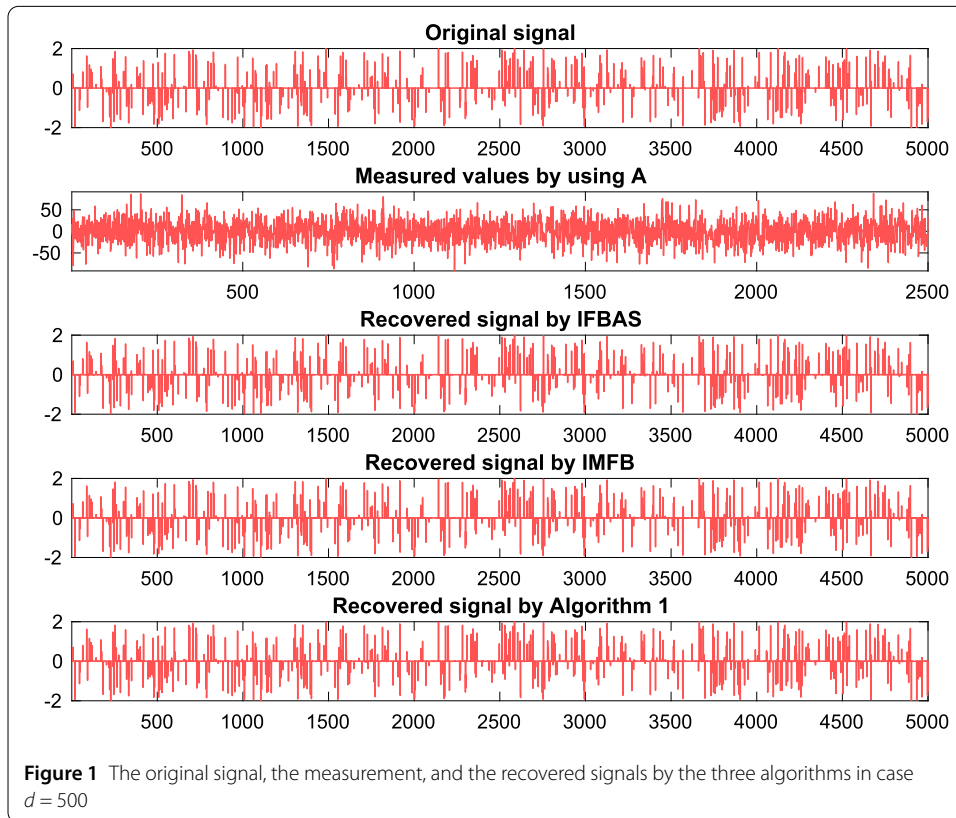 Original signal
2
0
-2
500 1000 1500 2000 2500 3000 3500 4000 4500 5000
Measured values by using A
50
0
-50
500 1000 1500 2000 2500
Recovered signal by IFBAS
2
0
-2
500 1000 1500 2000 2500 3000 3500 4000 4500 5000
Recovered signal by IMFB
2
0
-2
500 1000 1500 2000 2500 3000 3500 4000 4500 5000
Recovered signal by Algorithm 1
2
0
-2
500 1000 1500 2000 2500 3000 3500 4000 4500 5000
Figure 1 The original signal, the measurement, and the recovered signals by the three algorithms in case
d = 500